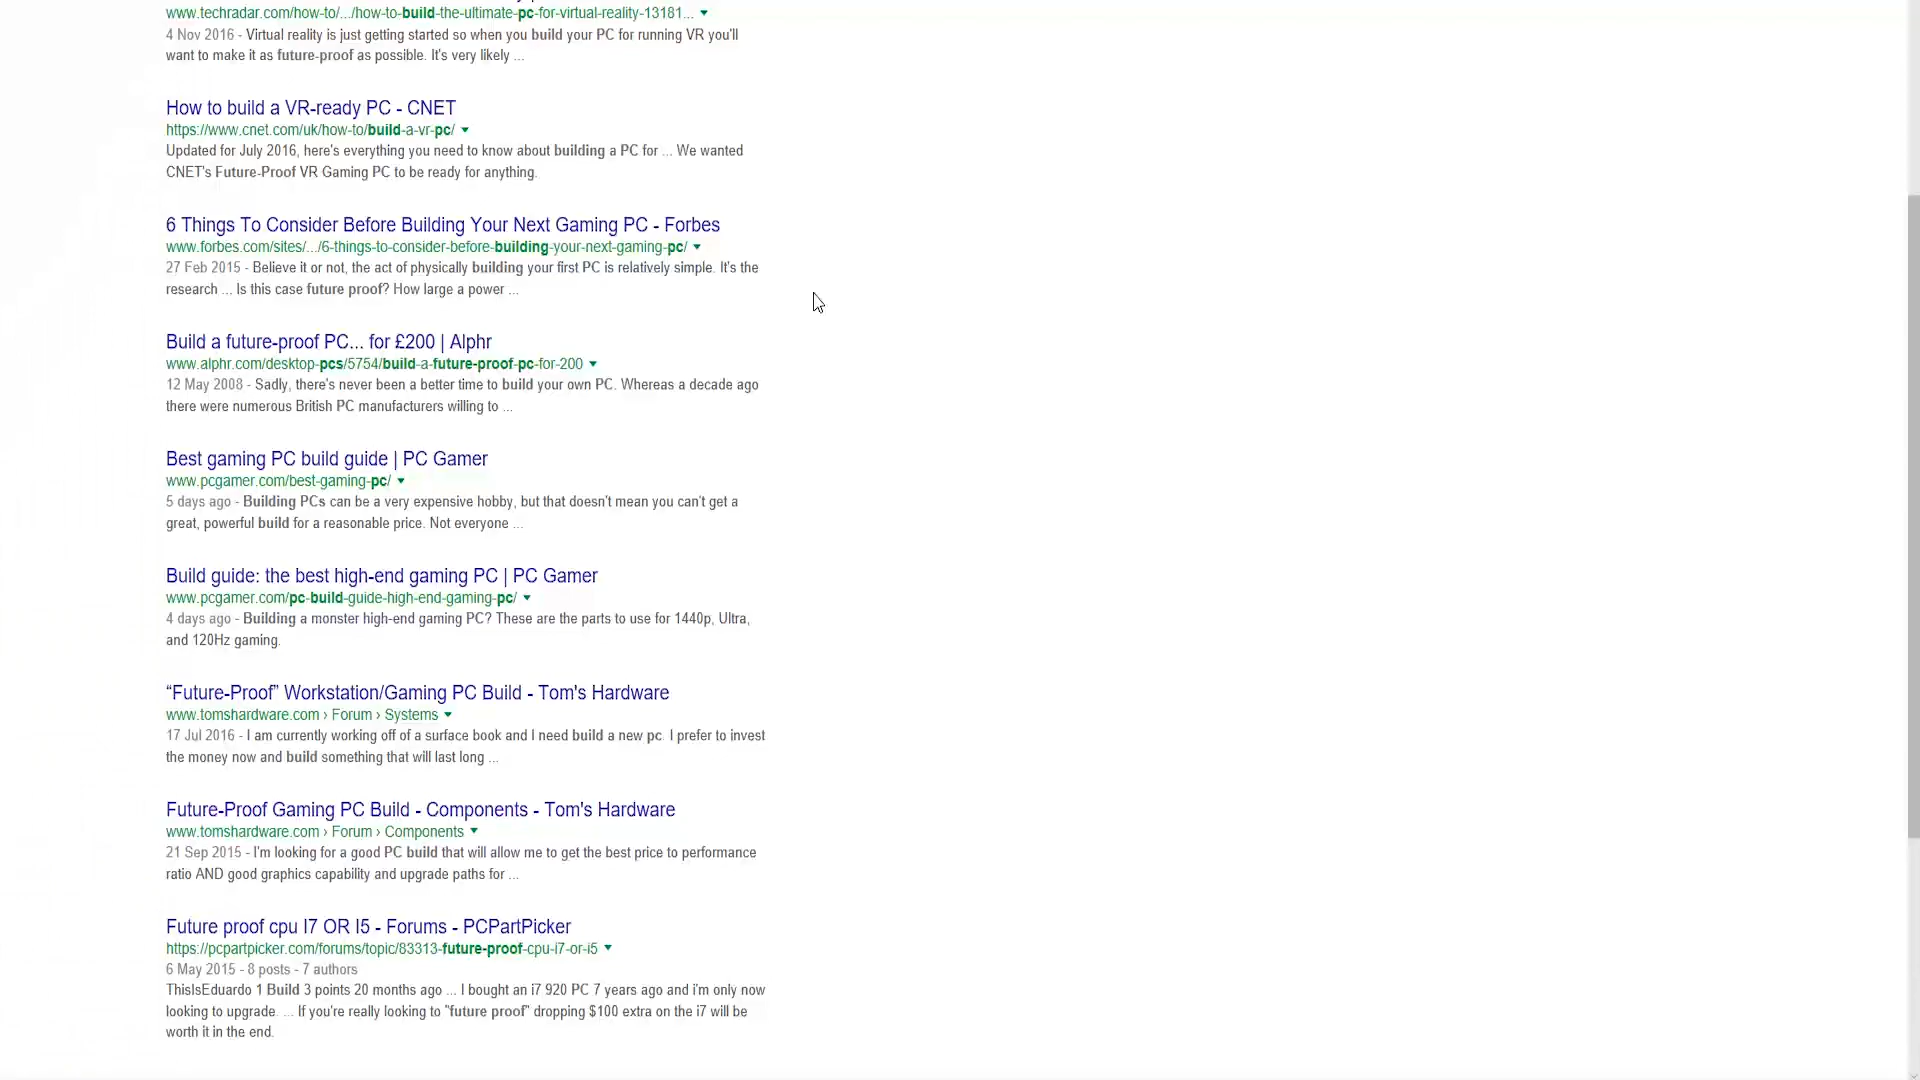 www.techradar.com/how-to/.../how-to-build-the-ultimate-pc-for-virtual-reality-13181...
4 Nov 2016 - Virtual reality is just getting started so when you build your PC for running VR you'll
want to make it as future-proof as possible. It's very likely ...
How to build a VR-ready PC - CNET
https://www.cnet.com/uk/how-to/build-a-vr-pc/
Updated for July 2016, here's everything you need to know about building a PC for ... We wanted
CNET's Future-Proof VR Gaming PC to be ready for anything.
6 Things To Consider Before Building Your Next Gaming PC - Forbes
www.forbes.com/sites/.../6-things-to-consider-before-building-your-next-gaming-pc/
27 Feb 2015 - Believe it or not, the act of physically building your first PC is relatively simple. It's the
research ... Is this case future proof? How large a power ...
Build a future-proof PC... for £200 | Alphr
www.alphr.com/desktop-pcs/5754/build-a-future-proof-pc-for-200
12 May 2008 - Sadly, there's never been a better time to build your own PC. Whereas a decade ago
there were numerous British PC manufacturers willing to ...
Best gaming PC build guide | PC Gamer
www.pcgamer.com/best-gaming-pc/
5 days ago - Building PCs can be a very expensive hobby, but that doesn't mean you can't get a
great, powerful build for a reasonable price. Not everyone ...
Build guide: the best high-end gaming PC | PC Gamer
www.pcgamer.com/pc-build-guide-high-end-gaming-pc/
4 days ago - Building a monster high-end gaming PC? These are the parts to use for 1440p, Ultra,
and 120Hz gaming.
“Future-Proof” Workstation/Gaming PC Build - Tom's Hardware
www.tomshardware.com › Forum › Systems
17 Jul 2016 - I am currently working off of a surface book and I need build a new pc. I prefer to invest
the money now and build something that will last long ...
Future-Proof Gaming PC Build - Components - Tom's Hardware
www.tomshardware.com › Forum › Components
21 Sep 2015 - I'm looking for a good PC build that will allow me to get the best price to performance
ratio AND good graphics capability and upgrade paths for ...
Future proof cpu I7 OR I5 - Forums - PCPartPicker
https://pcpartpicker.com/forums/topic/83313-future-proof-cpu-i7-or-i5
6 May 2015 - 8 posts - 7 authors
ThisIsEduardo 1 Build 3 points 20 months ago ... I bought an i7 920 PC 7 years ago and i'm only now
looking to upgrade. ... If you're really looking to "future proof" dropping $100 extra on the i7 will be
worth it in the end.